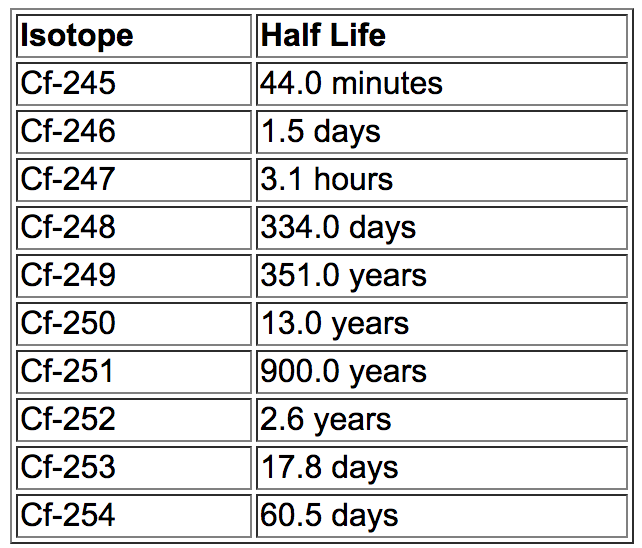 Isotope Half Life
Cf-245 44.0 minutes
Cf-246 1.5 days
Cf-247 3.1 hours
Cf-248 334.0 days
Cf-249 351.0 years
Cf-250 13.0 years
Cf-251 900.0 years
Cf-252 2.6 years
Cf-253 17.8 days
Cf-254 60.5 days